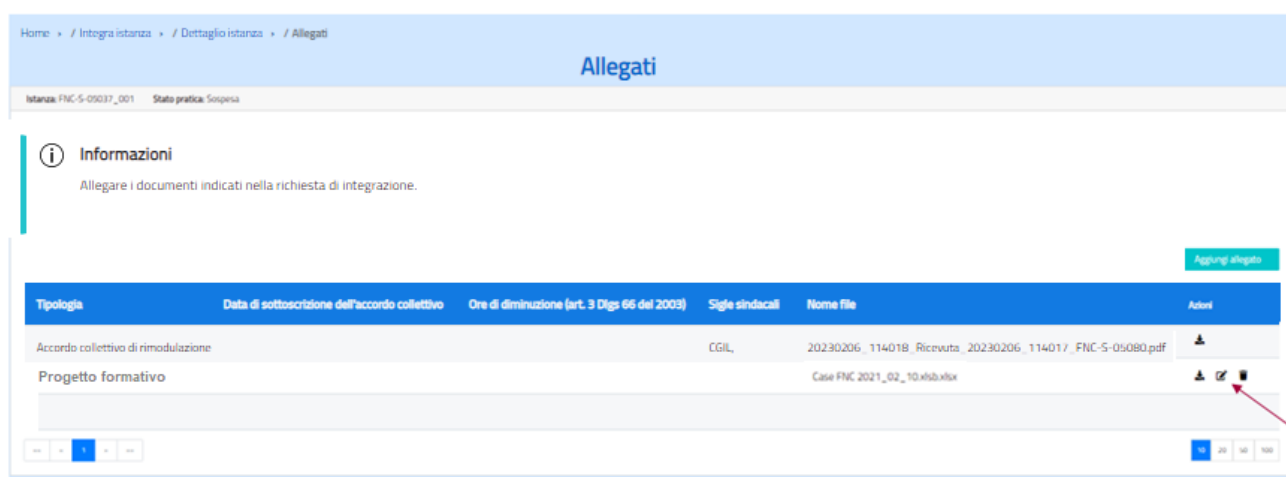 Home › / Integra istanza › / Dettaglio istanza › / Allegati
Allegati
Istanza: FNC-S-05037_001 Stato pratica: Sospesa
Informazioni
Allegare i documenti indicati nella richiesta di integrazione.
Aggiungi allegato
Tipologia Data di sottoscrizione dell'accordo collettivo Ore di diminuzione (art. 3 Dlgs 66 del 2003) Sigle sindacali Nome file Azioni
Accordo collettivo di rimodulazione CGIL, 20230206_114018_Ricevuta_20230206_114017_FNC-S-05080.pdf
Progetto formativo Case FNC 2021_02_10.xlsb.xlsx
1 10 20 50 100